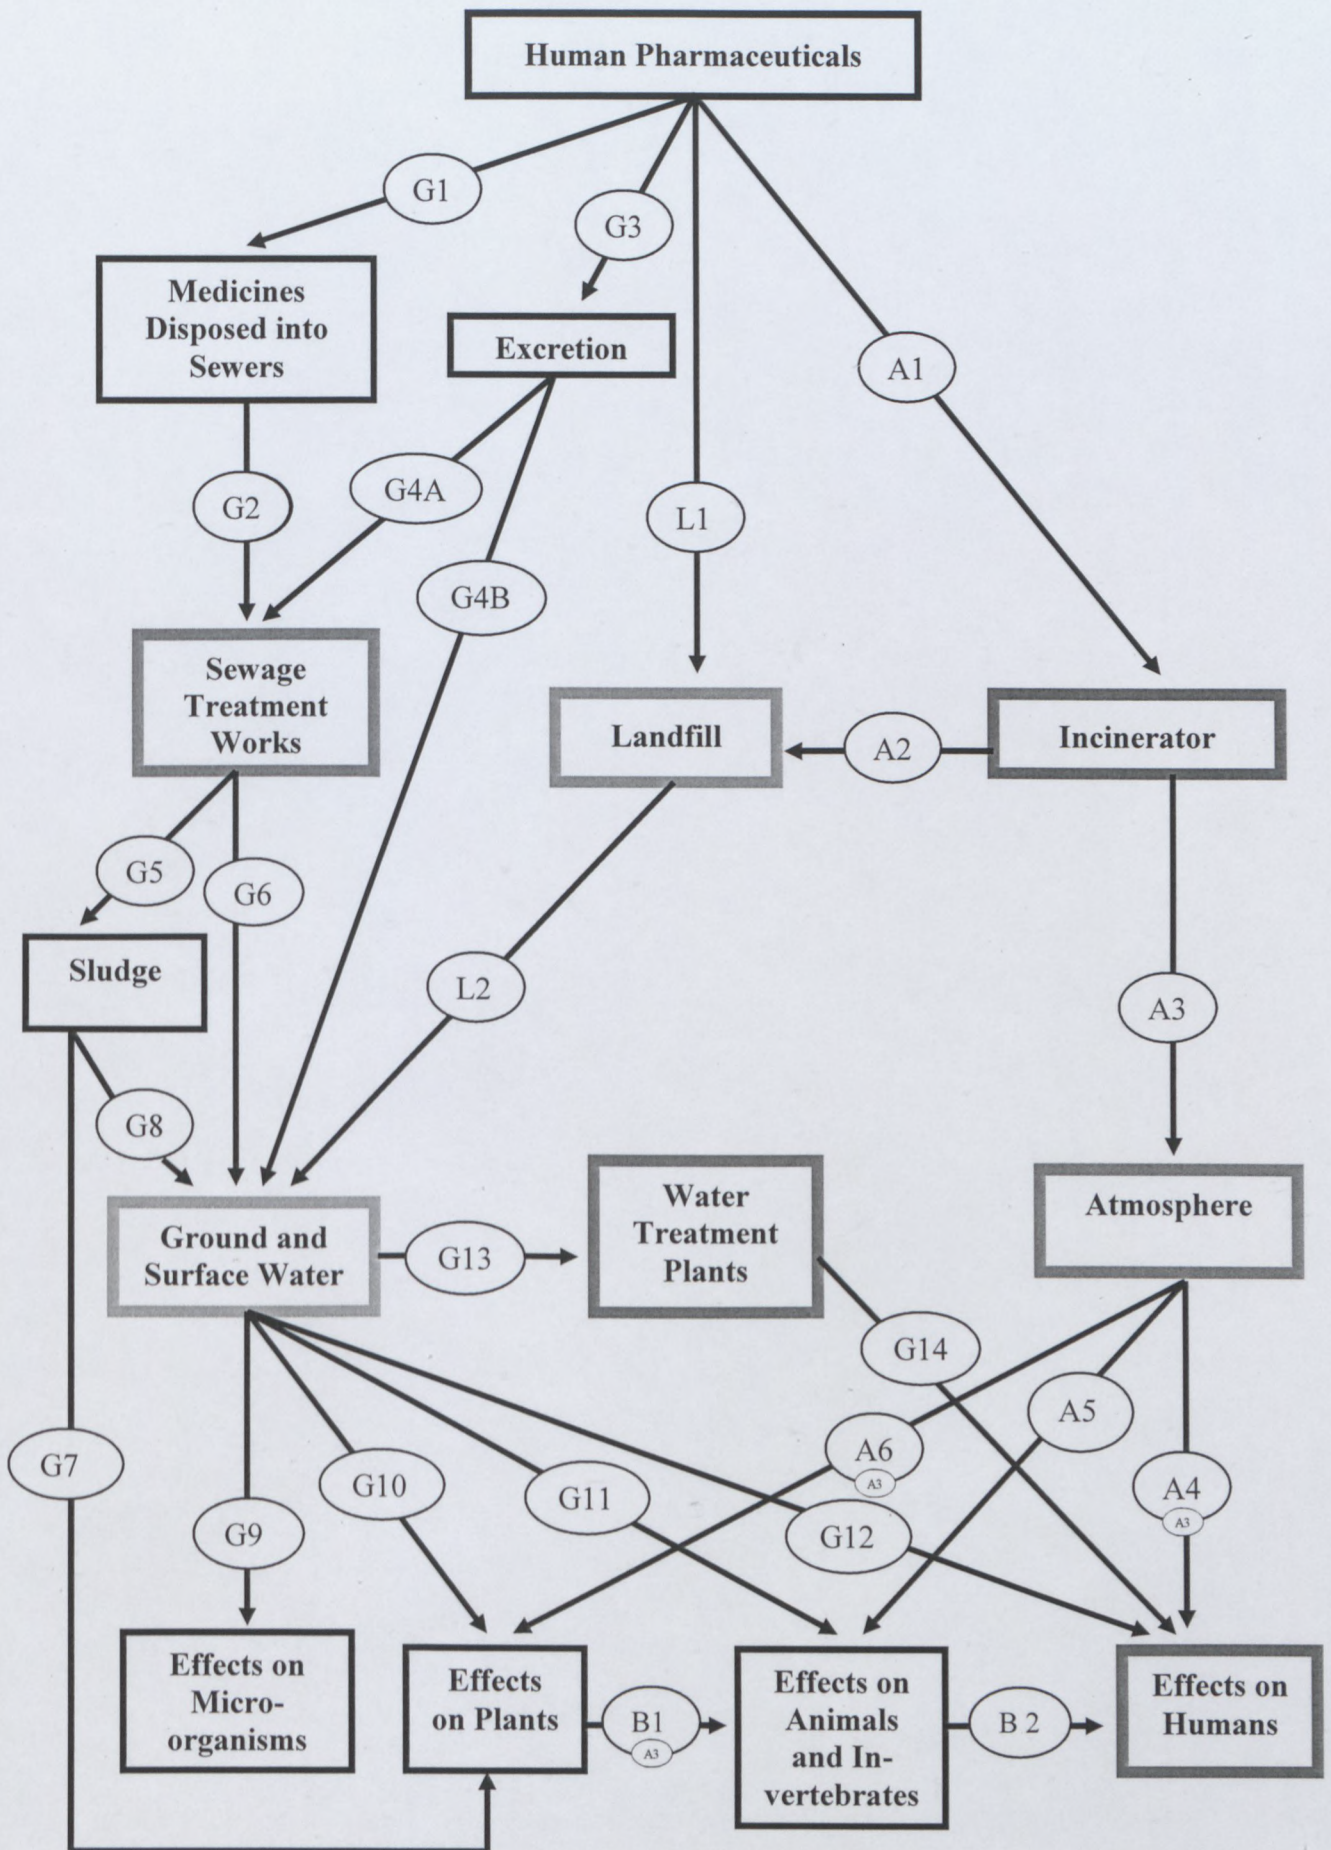 Human Pharmaceuticals
G1
G3
Medicines
Disposed into
Sewers
Excretion
A1
G2
G4A
L1
G4B
Sewage
Treatment
Works
Landfill
A2
Incinerator
G5
G6
Sludge
L2
A3
G8
Ground and
Surface Water
G13
Water
Treatment
Plants
Atmosphere
G14
A5
G7
G10
G11
A6
A3
A4
A3
G9
G12
Effects on
Micro-
organisms
Effects
on Plants
B1
A3
Effects on
Animals
and In-
vertebrates
B 2
Effects on
Humans